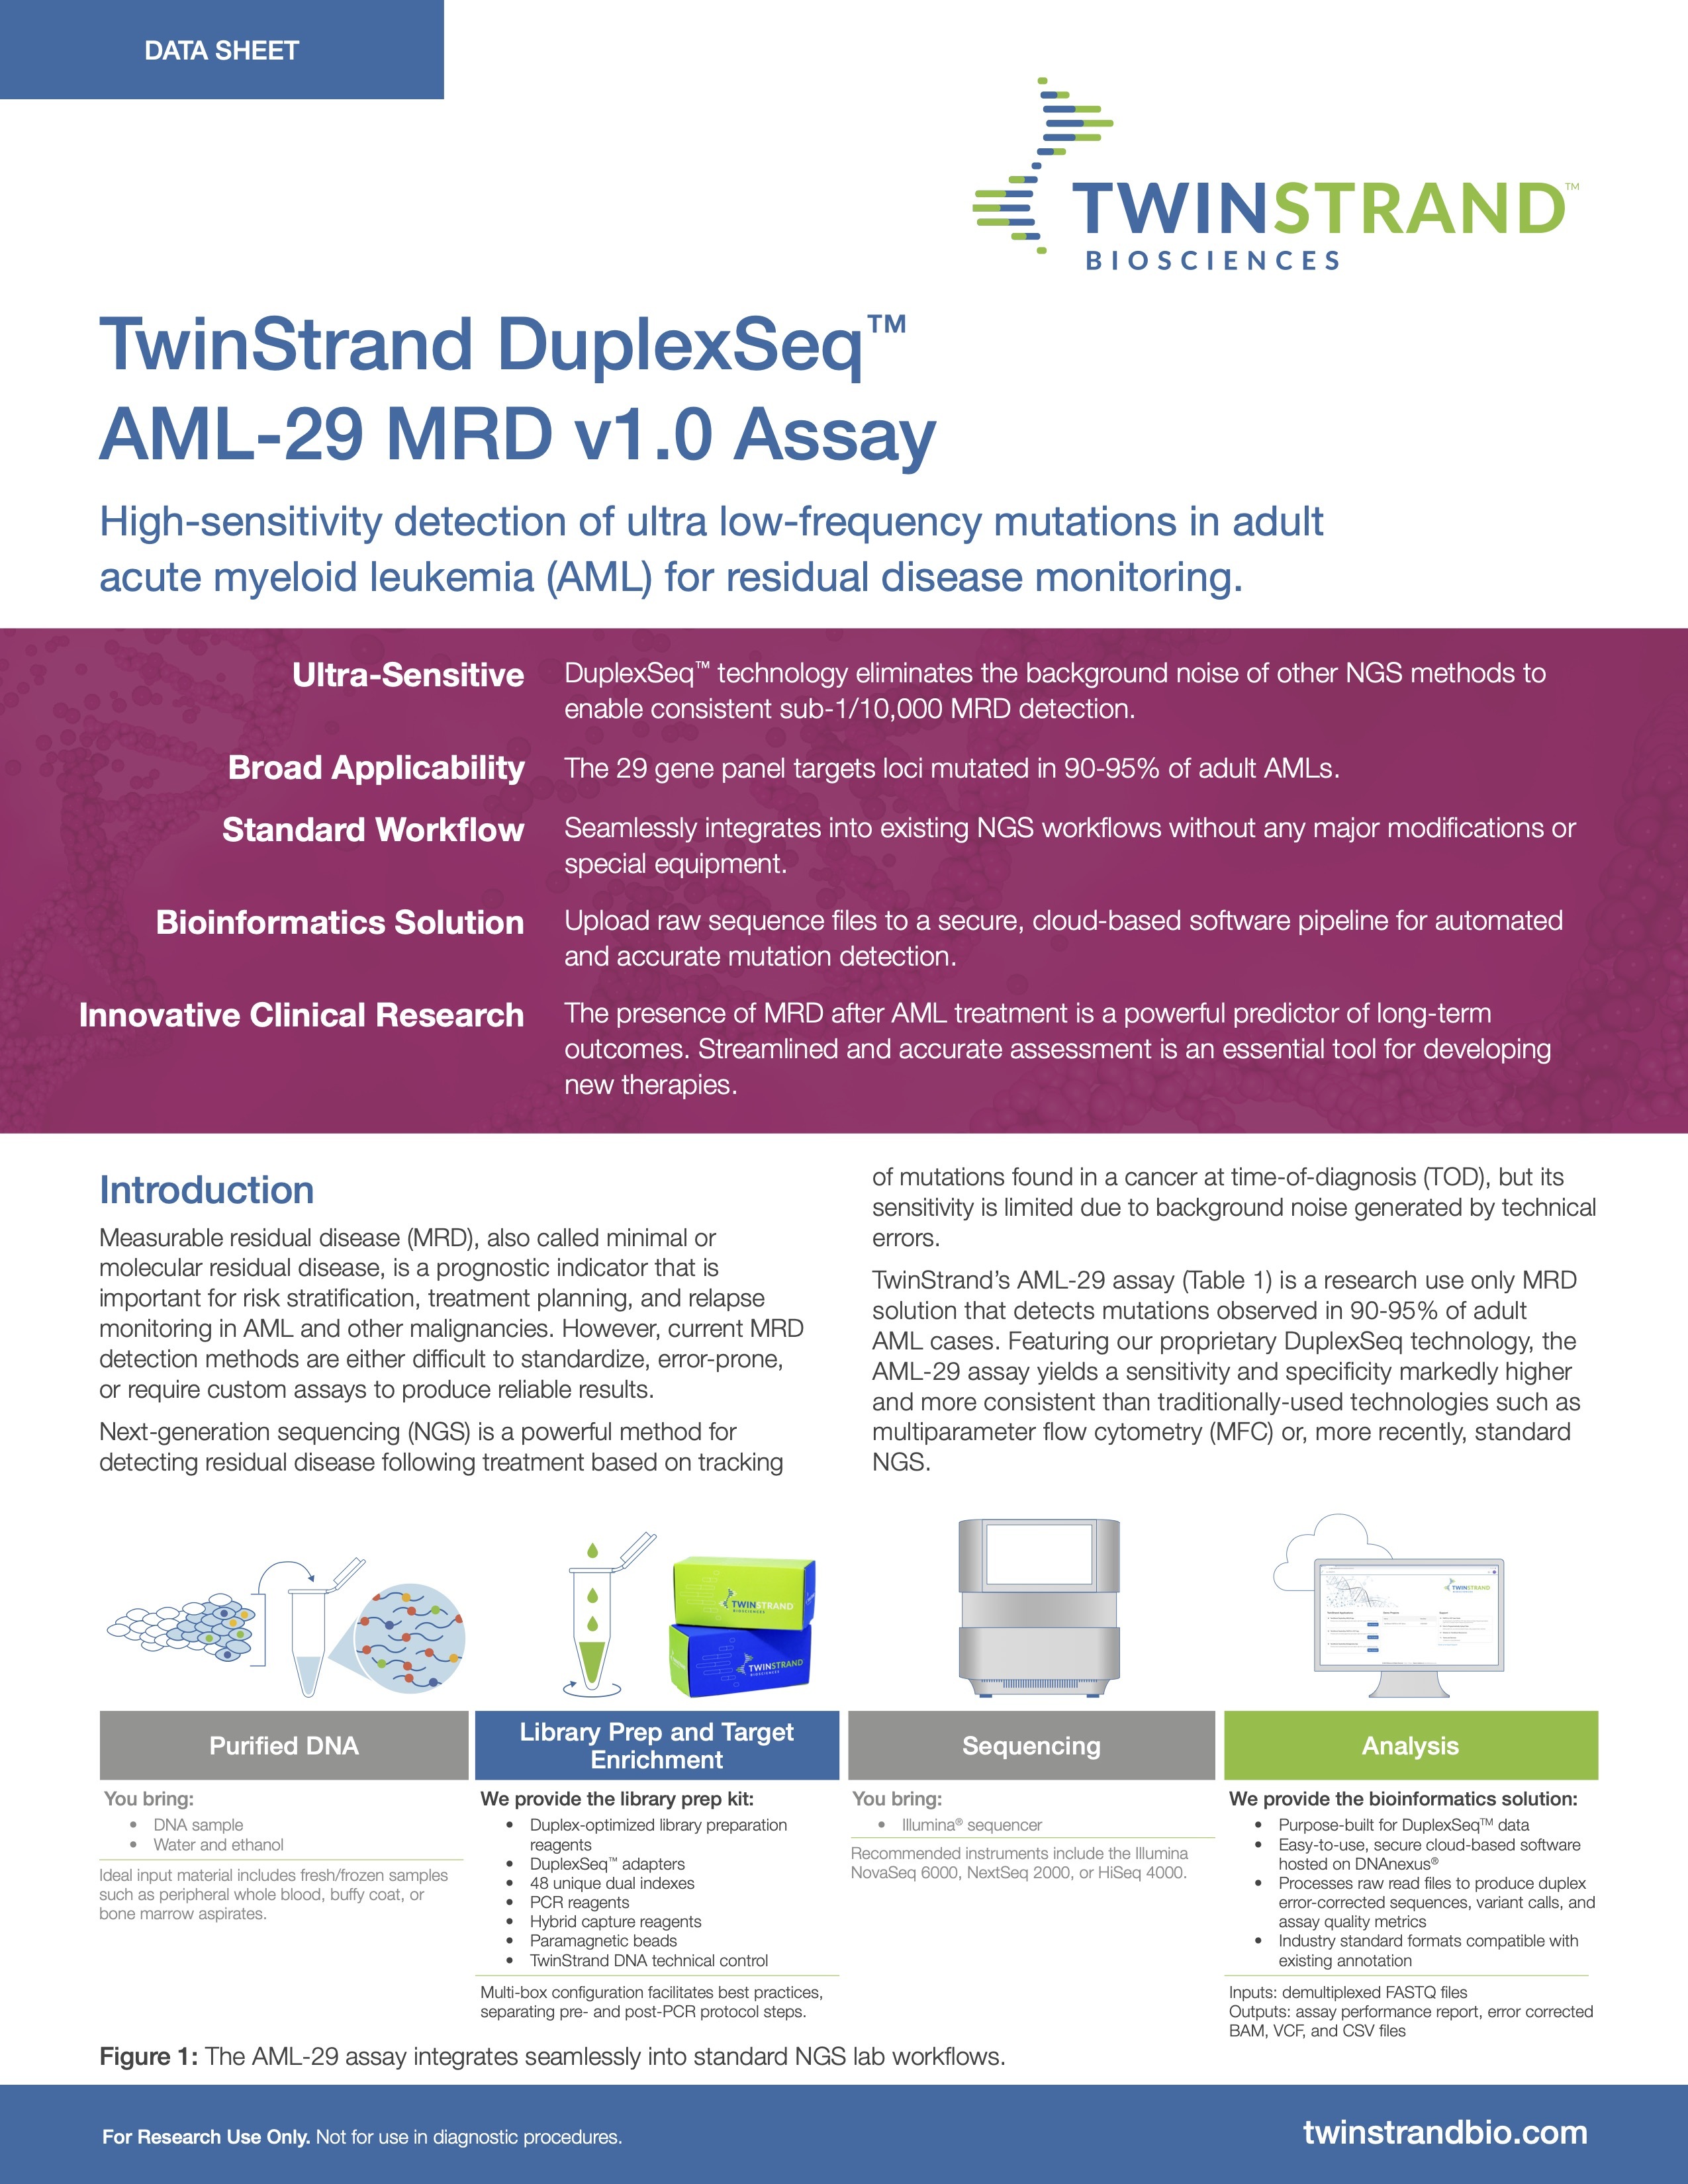 DATA SHEET
TWINSTRAND™
BIOSCIENCES
TwinStrand DuplexSeq™
AML-29 MRD v1.0 Assay
High-sensitivity detection of ultra low-frequency mutations in adult
acute myeloid leukemia (AML) for residual disease monitoring.
Ultra-Sensitive
DuplexSeq™ technology eliminates the background noise of other NGS methods to
enable consistent sub-1/10,000 MRD detection.
Broad Applicability
The 29 gene panel targets loci mutated in 90-95% of adult AMLs.
Standard Workflow
Seamlessly integrates into existing NGS workflows without any major modifications or
special equipment.
Bioinformatics Solution
Upload raw sequence files to a secure, cloud-based software pipeline for automated
and accurate mutation detection.
Innovative Clinical Research
The presence of MRD after AML treatment is a powerful predictor of long-term
outcomes. Streamlined and accurate assessment is an essential tool for developing
new therapies.
Introduction
Measurable residual disease (MRD), also called minimal or
molecular residual disease, is a prognostic indicator that is
important for risk stratification, treatment planning, and relapse
monitoring in AML and other malignancies. However, current MRD
detection methods are either difficult to standardize, error-prone,
or require custom assays to produce reliable results.
Next-generation sequencing (NGS) is a powerful method for
detecting residual disease following treatment based on tracking
of mutations found in a cancer at time-of-diagnosis (TOD), but its
sensitivity is limited due to background noise generated by technical
errors.
TwinStrand’s AML-29 assay (Table 1) is a research use only MRD
solution that detects mutations observed in 90-95% of adult
AML cases. Featuring our proprietary DuplexSeq technology, the
AML-29 assay yields a sensitivity and specificity markedly higher
and more consistent than traditionally-used technologies such as
multiparameter flow cytometry (MFC) or, more recently, standard
NGS.
TWINSTRAND
BIOSCIENCES
TWINSTRAND
BIOSCIENCES
TWINSTRAND
Purified DNA
You bring:
• DNA sample
• Water and ethanol
Ideal input material includes fresh/frozen samples
such as peripheral whole blood, buffy coat, or
bone marrow aspirates.
Library Prep and Target
Enrichment
We provide the library prep kit:
• Duplex-optimized library preparation
reagents
• DuplexSeq™ adapters
• 48 unique dual indexes
• PCR reagents
• Hybrid capture reagents
• Paramagnetic beads
• TwinStrand DNA technical control
Multi-box configuration facilitates best practices,
separating pre- and post-PCR protocol steps.
Sequencing
You bring:
• Illumina® sequencer
Recommended instruments include the Illumina
NovaSeq 6000, NextSeq 2000, or HiSeq 4000.
Analysis
We provide the bioinformatics solution:
• Purpose-built for DuplexSeq™ data
• Easy-to-use, secure cloud-based software
hosted on DNAnexus®
• Processes raw read files to produce duplex
error-corrected sequences, variant calls, and
assay quality metrics
• Industry standard formats compatible with
existing annotation
Inputs: demultiplexed FASTQ files
Outputs: assay performance report, error corrected
BAM, VCF, and CSV files
Figure 1: The AML-29 assay integrates seamlessly into standard NGS lab workflows.
For Research Use Only. Not for use in diagnostic procedures.
twinstrandbio.com